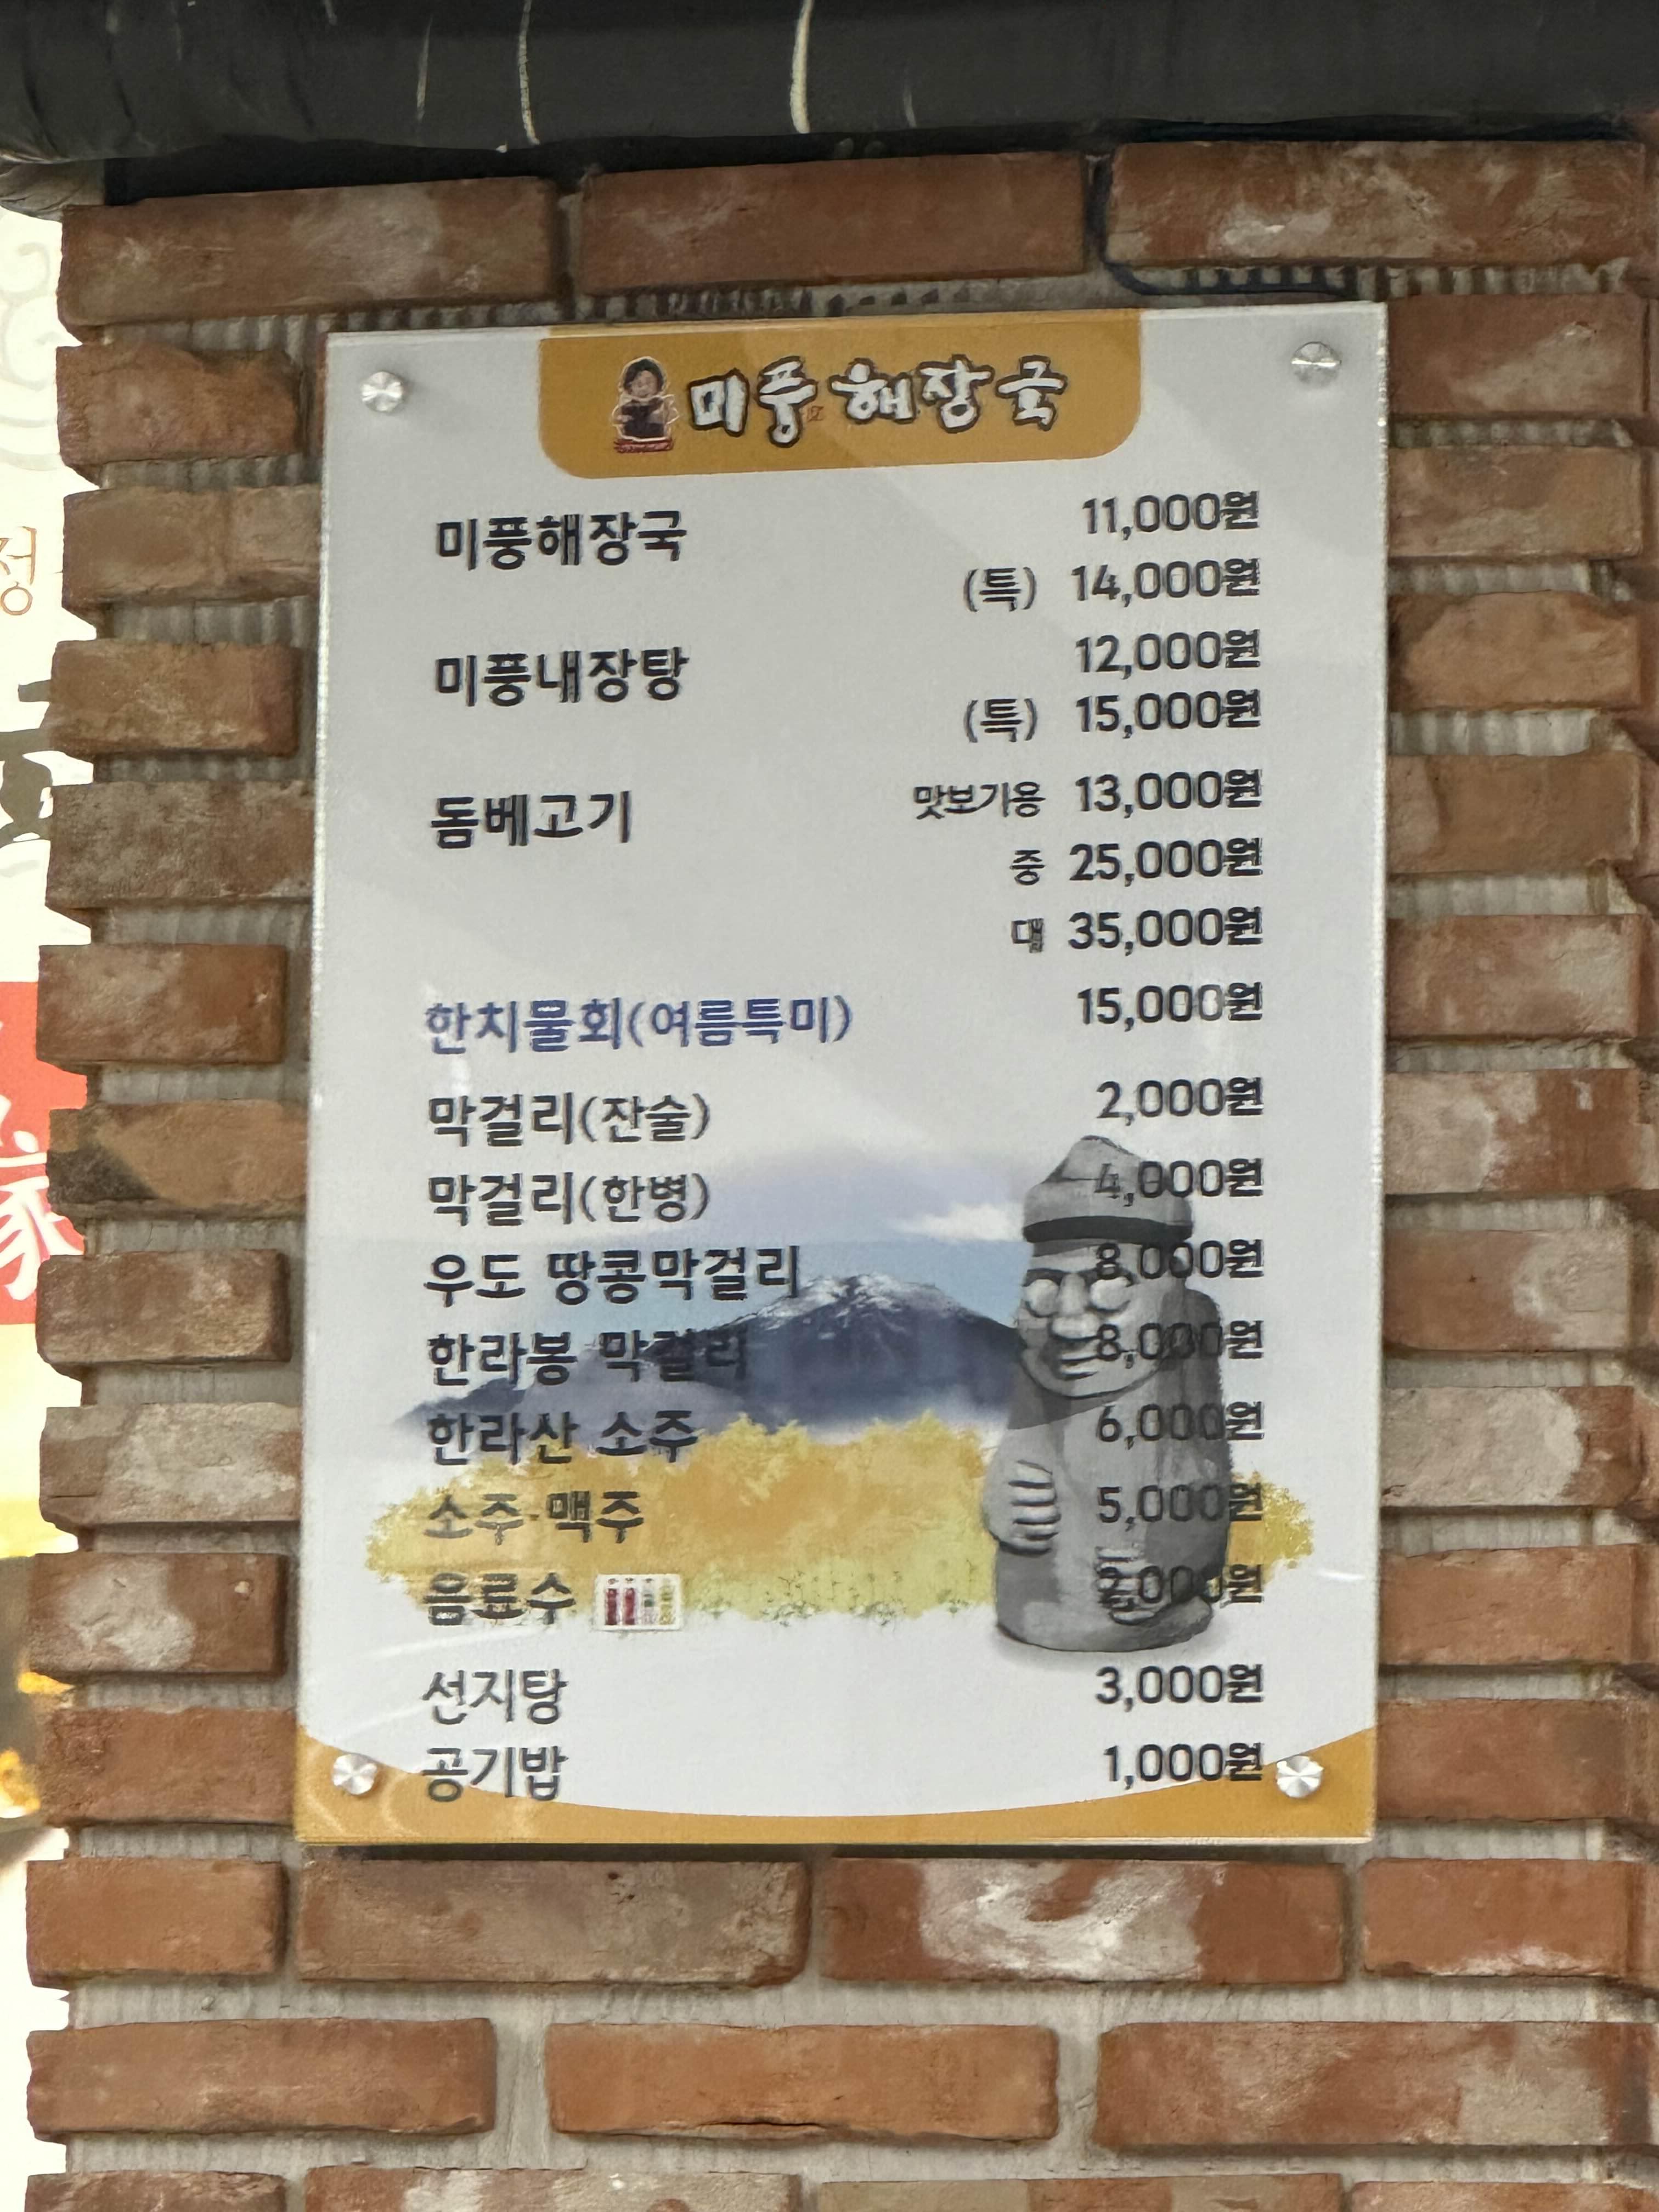 미풍해장국
미풍해장국 11,000원
(특) 14,000원
미풍내장탕 12,000원
(특) 15,000원
돔베고기 맛보기용 13,000원
중 25,000원
대 35,000원
한치물회(여름특미) 15,000원
막걸리(잔술) 2,000원
막걸리(한병) 4,000원
우도 땅콩막걸리 8,000원
한라봉 막걸리 8,000원
한라산 소주 6,000원
소주·맥주 5,000원
음료수 2,000원
선지탕 3,000원
공기밥 1,000원
정
家